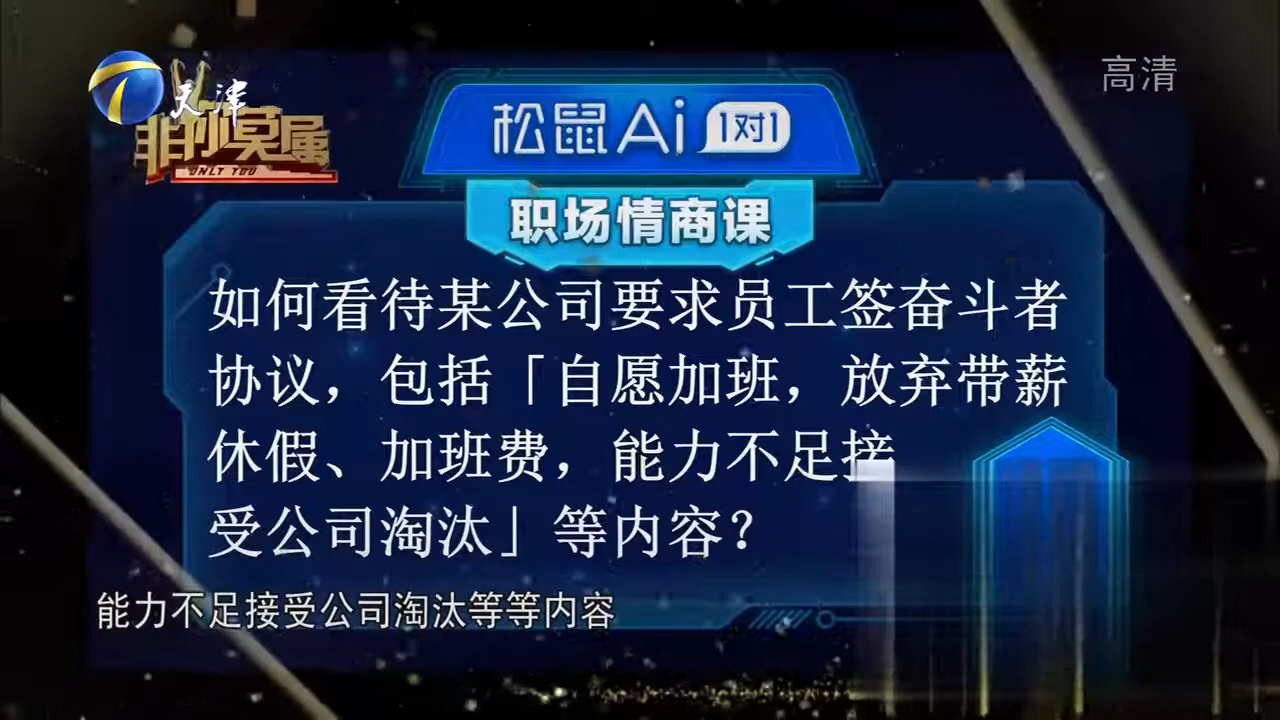 天津
高清
非你莫属
ONLY YOU
松鼠Ai 1对1
职场情商课
如何看待某公司要求员工签奋斗者
协议，包括「自愿加班，放弃带薪
休假、加班费，能力不足接
受公司淘汰」等内容？
能力不足接受公司淘汰等等内容